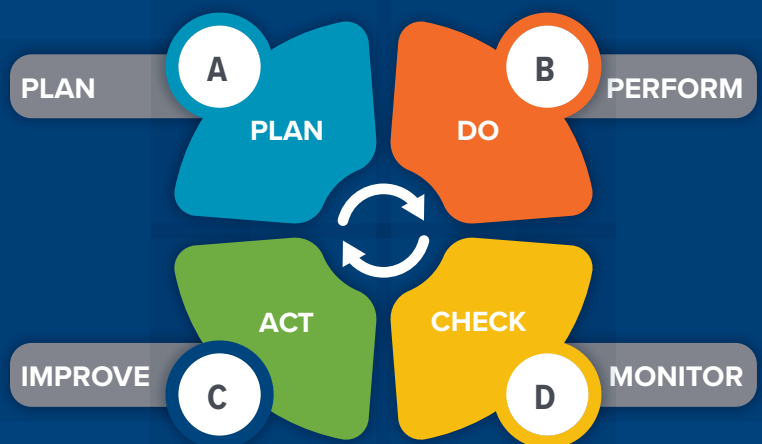 A
B
PLAN
PERFORM
PLAN
DO
ACT
CHECK
IMPROVE
MONITOR
C
D